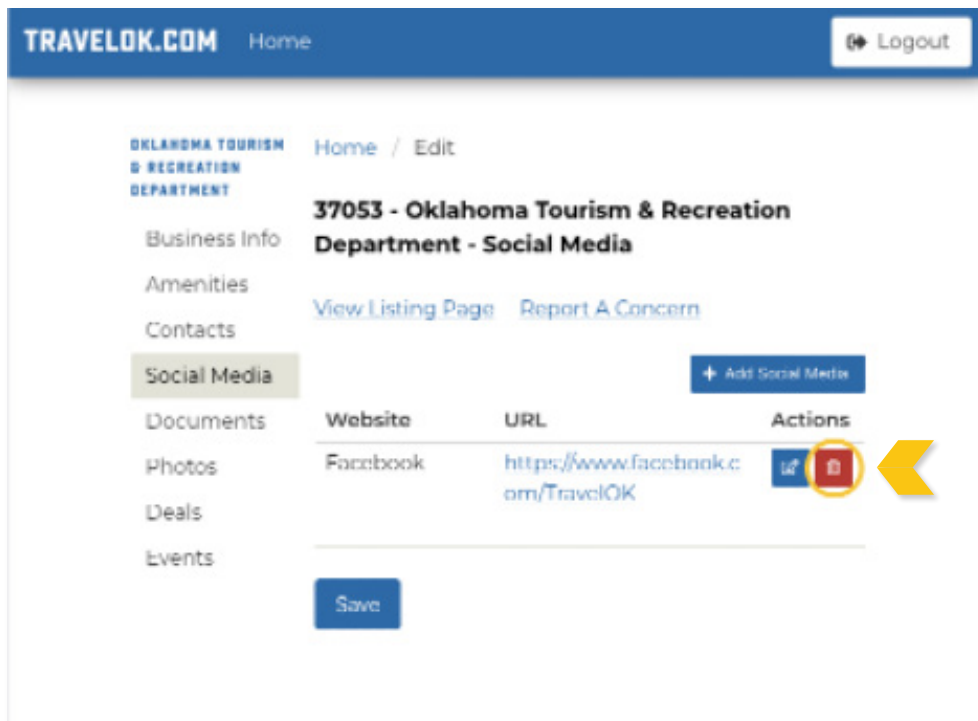 TRAVELOK.COM Home Logout
OKLAHOMA TOURISM
& RECREATION
DEPARTMENT
Business Info
Amenities
Contacts
Social Media
Documents
Photos
Deals
Events
Home / Edit
37053 - Oklahoma Tourism & Recreation
Department - Social Media
View Listing Page Report A Concern
+ Add Social Media
Website URL Actions
Facebook https://www.facebook.c
om/TravelOK
Save